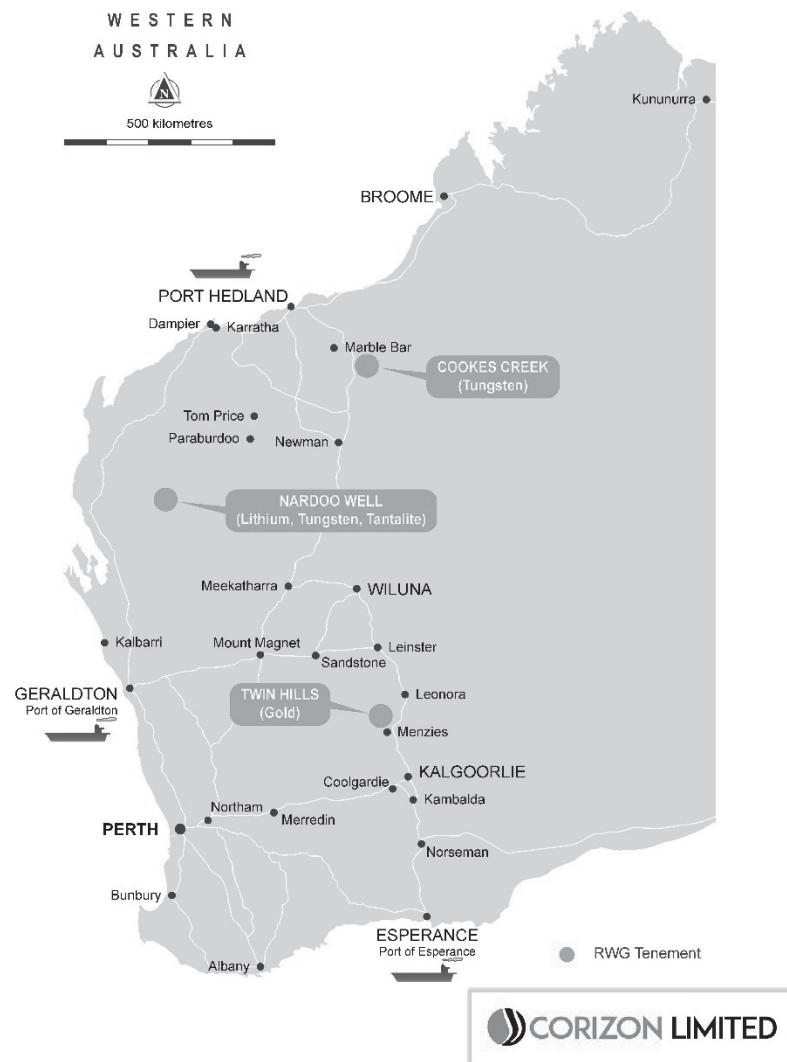 WESTERN
AUSTRALIA
N
500 kilometres
Kununurra
BROOME
PORT HEDLAND
Dampier
Karratha
Marble Bar
COOKES CREEK
(Tungsten)
Tom Price
Paraburdoo
Newman
NARDOO WELL
(Lithium, Tungsten, Tantalite)
Meekatharra
WILUNA
Kalbarri
Mount Magnet
Leinster
Sandstone
GERALDTON
Port of Geraldton
TWIN HILLS
(Gold)
Leonora
Menzies
KALGOORLIE
Coolgardie
Kambalda
Northam
Merredin
PERTH
Norseman
Bunbury
ESPERANCE
Port of Esperance
Albany
RWG Tenement
CORIZON LIMITED